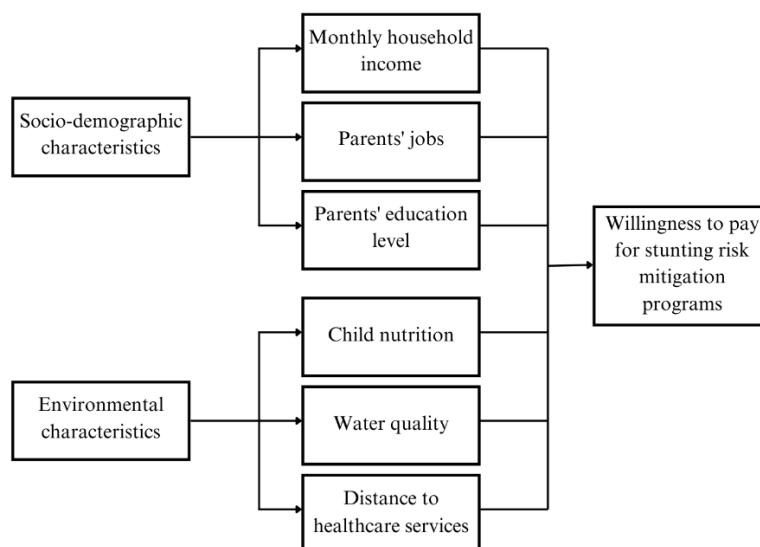 Monthly household
income
Socio-demographic
characteristics
Parents' jobs
Parents' education
level
Willingness to pay
for stunting risk
mitigation
programs
Child nutrition
Environmental
characteristics
Water quality
Distance to
healthcare services